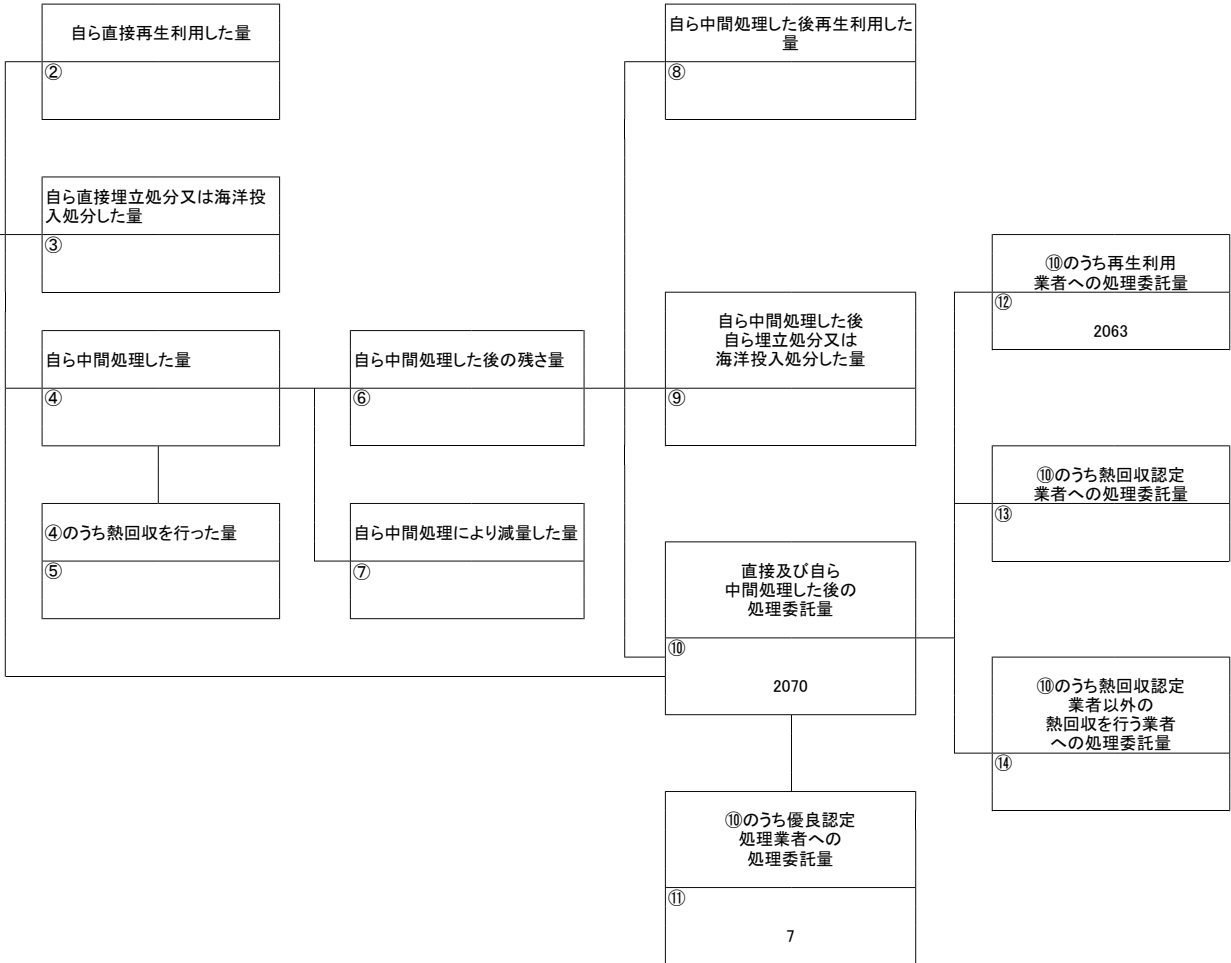 自ら直接再生利用した量
②
自ら中間処理した後再生利用した
量
⑧
自ら直接埋立処分又は海洋投
入処分した量
③
⑩のうち再生利用
業者への処理委託量
⑫
2063
自ら中間処理した量
④
自ら中間処理した後の残さ量
⑥
自ら中間処理した後
自ら埋立処分又は
海洋投入処分した量
⑨
⑩のうち熱回収認定
業者への処理委託量
⑬
④のうち熱回収を行った量
⑤
自ら中間処理により減量した量
⑦
直接及び自ら
中間処理した後の
処理委託量
⑩
2070
⑩のうち熱回収認定
業者以外の
熱回収を行う業者
への処理委託量
⑭
⑩のうち優良認定
処理業者への
処理委託量
⑪
7